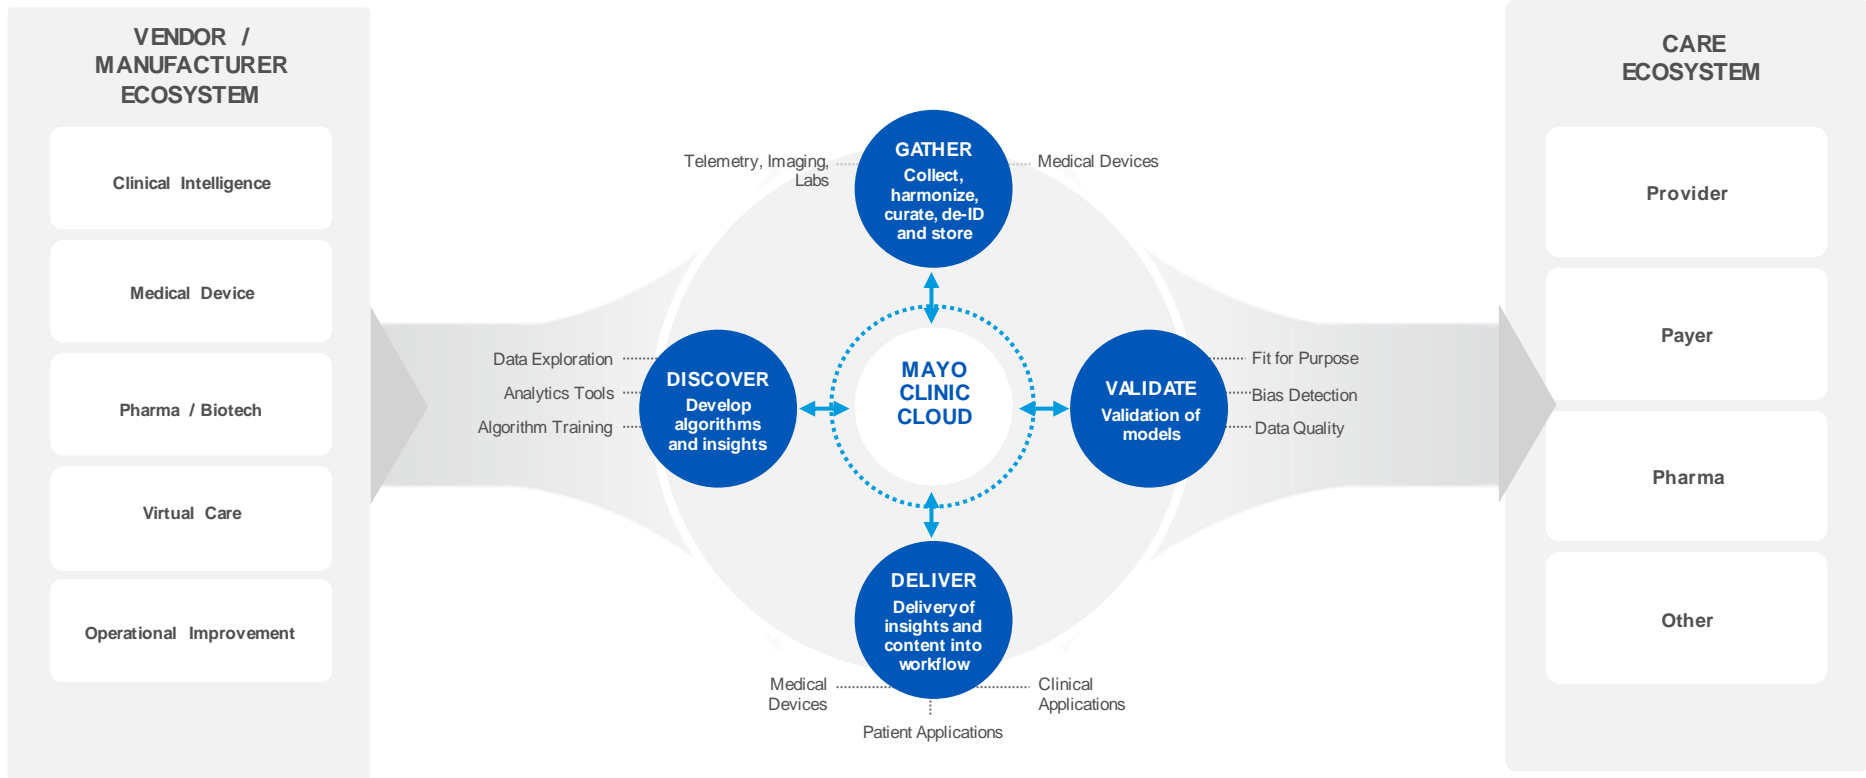 VENDOR /
MANUFACTURER
ECOSYSTEM
Clinical Intelligence
Medical Device
Pharma / Biotech
Virtual Care
Operational Improvement
GATHER
Collect,
harmonize,
curate, de-ID
and store
Telemetry, Imaging,
Labs
Medical Devices
DISCOVER
Develop
algorithms
and insights
Data Exploration
Analytics Tools
Algorithm Training
MAYO
CLINIC
CLOUD
VALIDATE
Validation of
models
Fit for Purpose
Bias Detection
Data Quality
DELIVER
Delivery of
insights and
content into
workflow
Medical
Devices
Patient Applications
Clinical
Applications
CARE
ECOSYSTEM
Provider
Payer
Pharma
Other